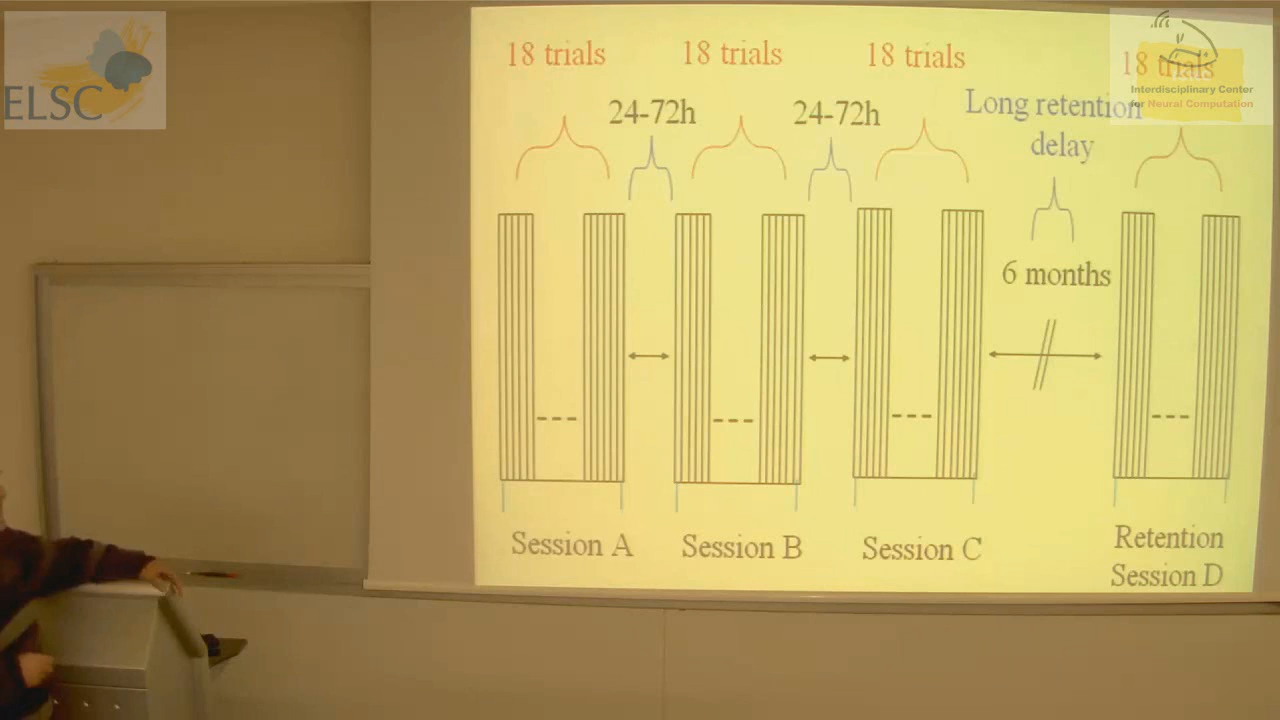 ELSC
18 trials
18 trials
18 trials
18 trials
Interdisciplinary Center
for Neural Computation
24-72h
24-72h
Long retention
delay
6 months
Session A
Session B
Session C
Retention
Session D